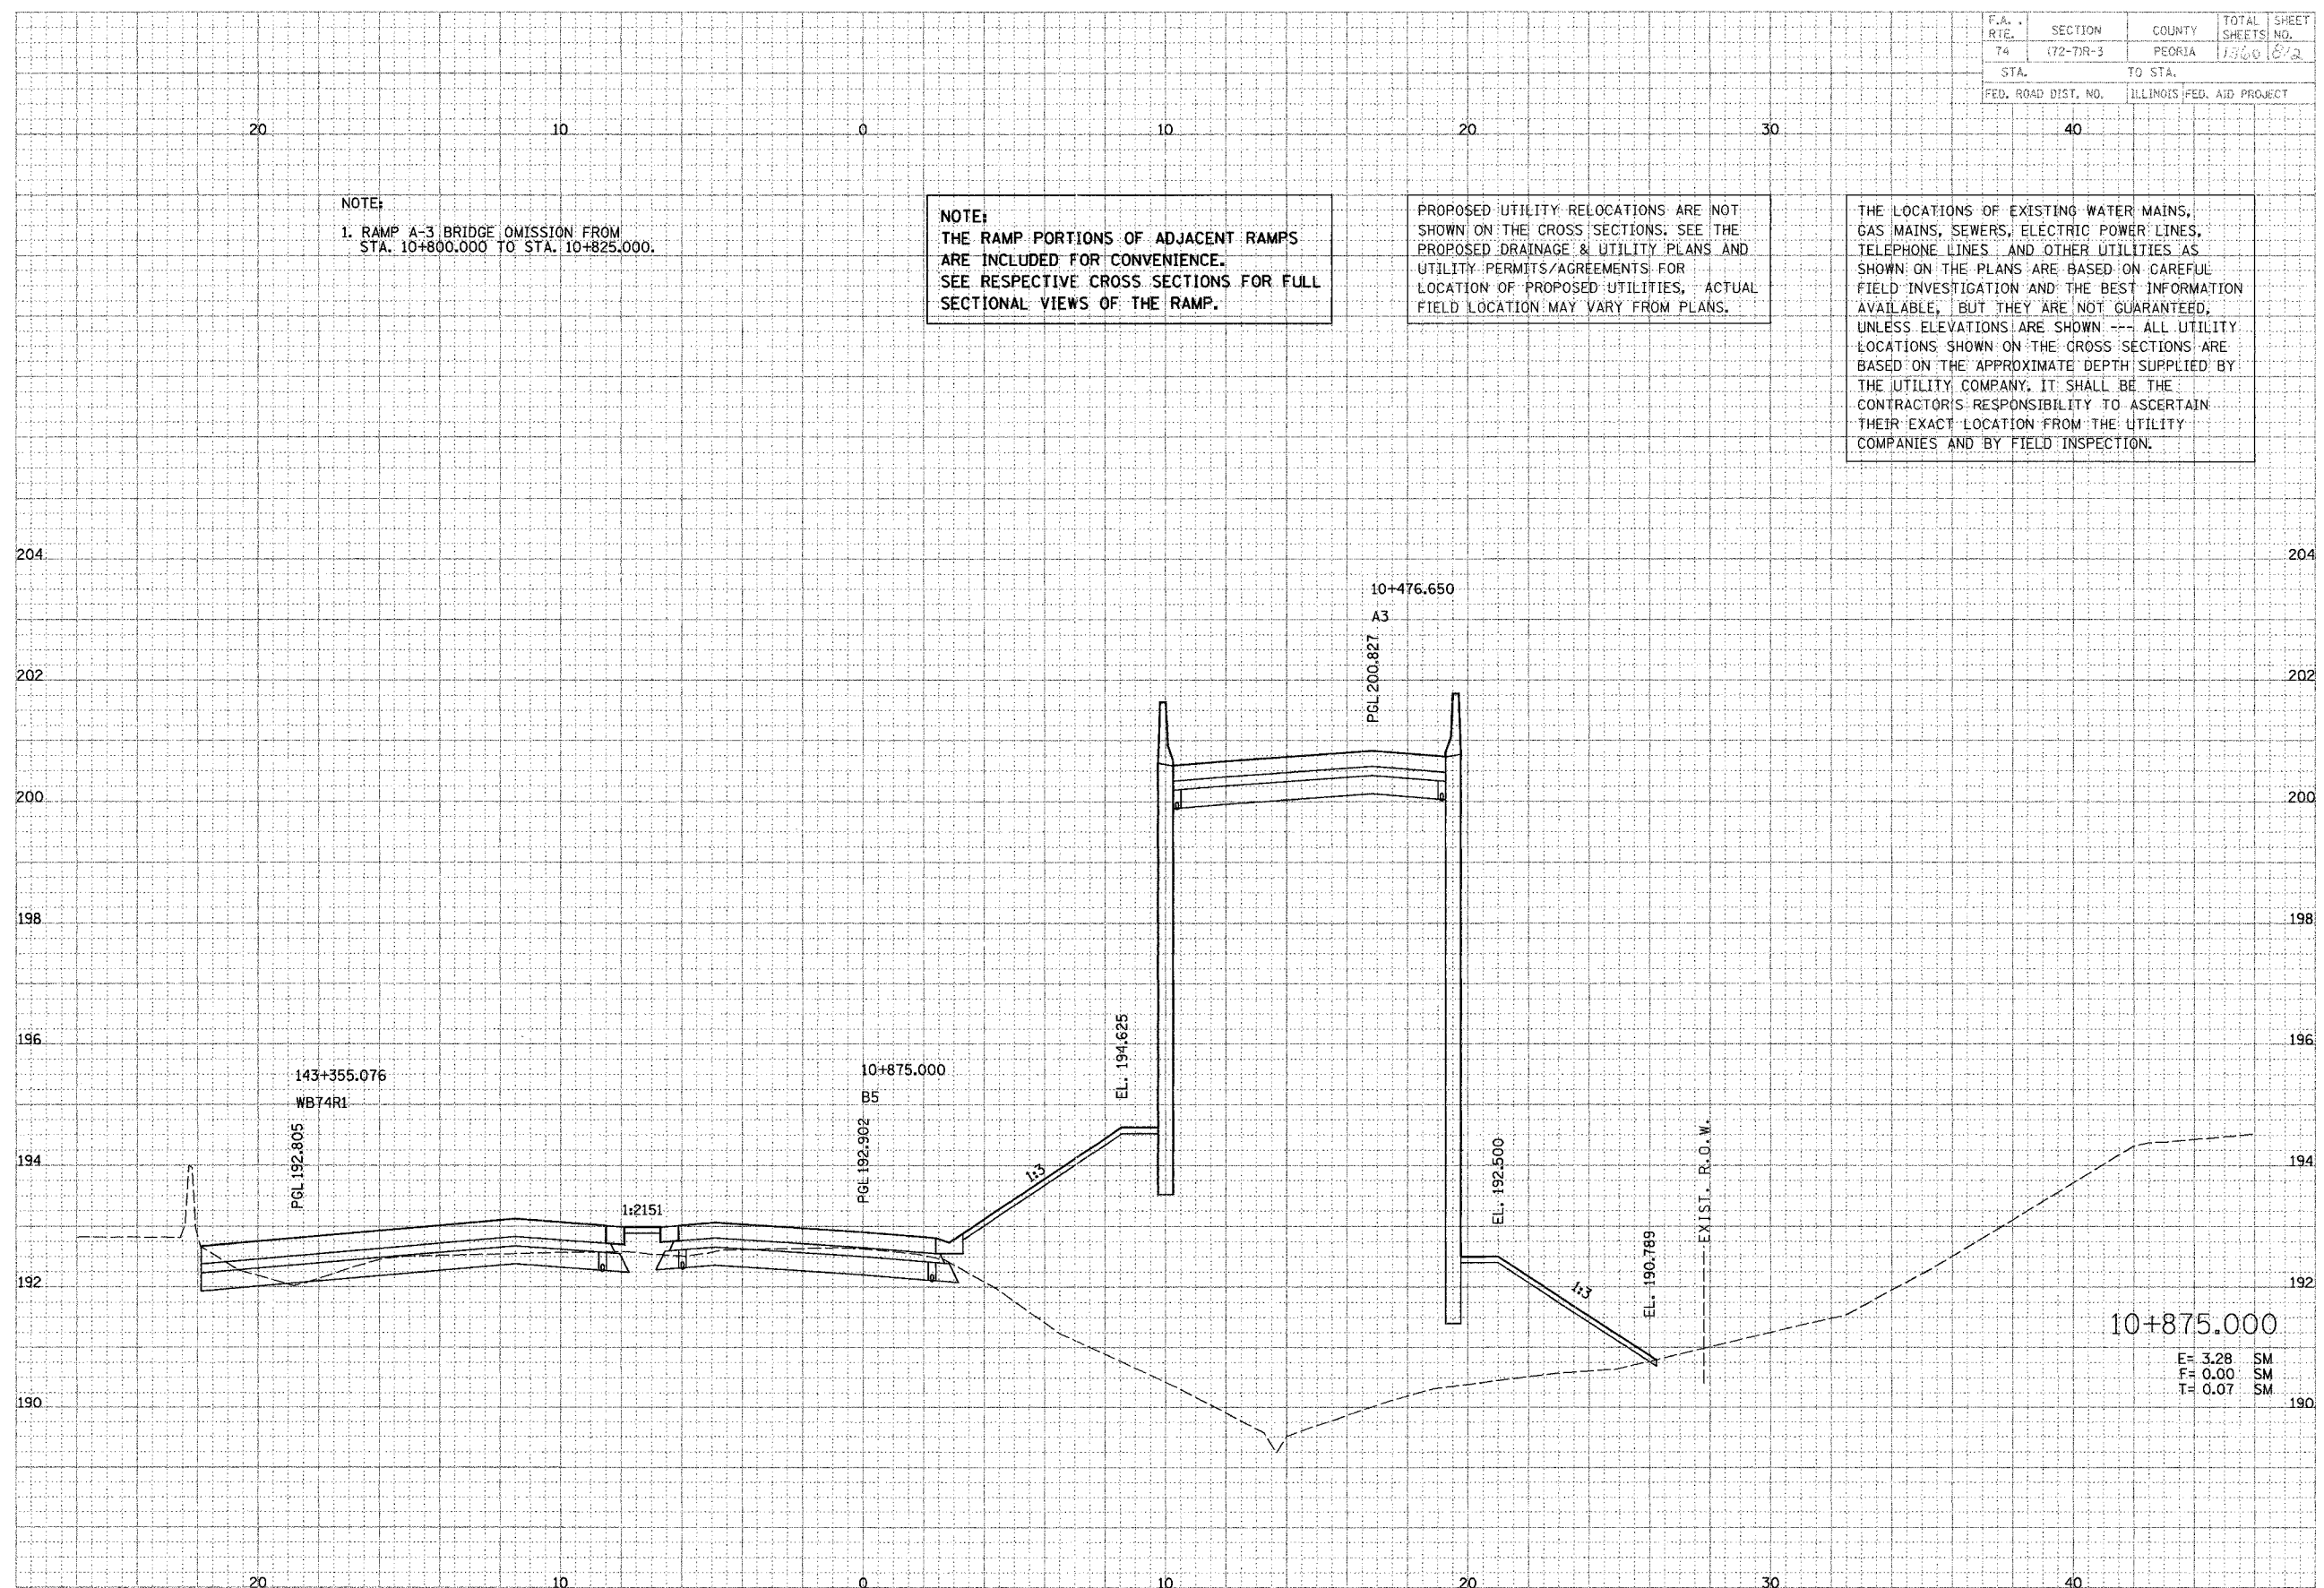 F.A. . RTE. SECTION COUNTY TOTAL SHEETS SHEET NO.
74 (72-7)R-3 PEORIA 1360 812
STA. TO STA.
FED. ROAD DIST. NO. ILLINOIS FED. AID PROJECT
20 10 0 10 20 30 40
NOTE:
1. RAMP A-3 BRIDGE OMISSION FROM
STA. 10+800.000 TO STA. 10+825.000.
NOTE:
THE RAMP PORTIONS OF ADJACENT RAMPS
ARE INCLUDED FOR CONVENIENCE.
SEE RESPECTIVE CROSS SECTIONS FOR FULL
SECTIONAL VIEWS OF THE RAMP.
PROPOSED UTILITY RELOCATIONS ARE NOT
SHOWN ON THE CROSS SECTIONS. SEE THE
PROPOSED DRAINAGE & UTILITY PLANS AND
UTILITY PERMITS/AGREEMENTS FOR
LOCATION OF PROPOSED UTILITIES, ACTUAL
FIELD LOCATION MAY VARY FROM PLANS.
THE LOCATIONS OF EXISTING WATER MAINS,
GAS MAINS, SEWERS, ELECTRIC POWER LINES,
TELEPHONE LINES AND OTHER UTILITIES AS
SHOWN ON THE PLANS ARE BASED ON CAREFUL
FIELD INVESTIGATION AND THE BEST INFORMATION
AVAILABLE, BUT THEY ARE NOT GUARANTEED,
UNLESS ELEVATIONS ARE SHOWN --- ALL UTILITY
LOCATIONS SHOWN ON THE CROSS SECTIONS ARE
BASED ON THE APPROXIMATE DEPTH SUPPLIED BY
THE UTILITY COMPANY. IT SHALL BE THE
CONTRACTOR'S RESPONSIBILITY TO ASCERTAIN
THEIR EXACT LOCATION FROM THE UTILITY
COMPANIES AND BY FIELD INSPECTION.
204 204
10+476.650
A3
PGL 200.827
202 202
200 200
198 198
196 196
EL. 194.625
143+355.076
WB74R1
PGL 192.805
10+875.000
B5
PGL 192.902
194 194
1:3
1:2151
EL. 192.500
EXIST. R.O.W.
EL. 190.789
1:3
192 192
10+875.000
E= 3.28 SM
F= 0.00 SM
T= 0.07 SM
190 190
20 10 0 10 20 30 40